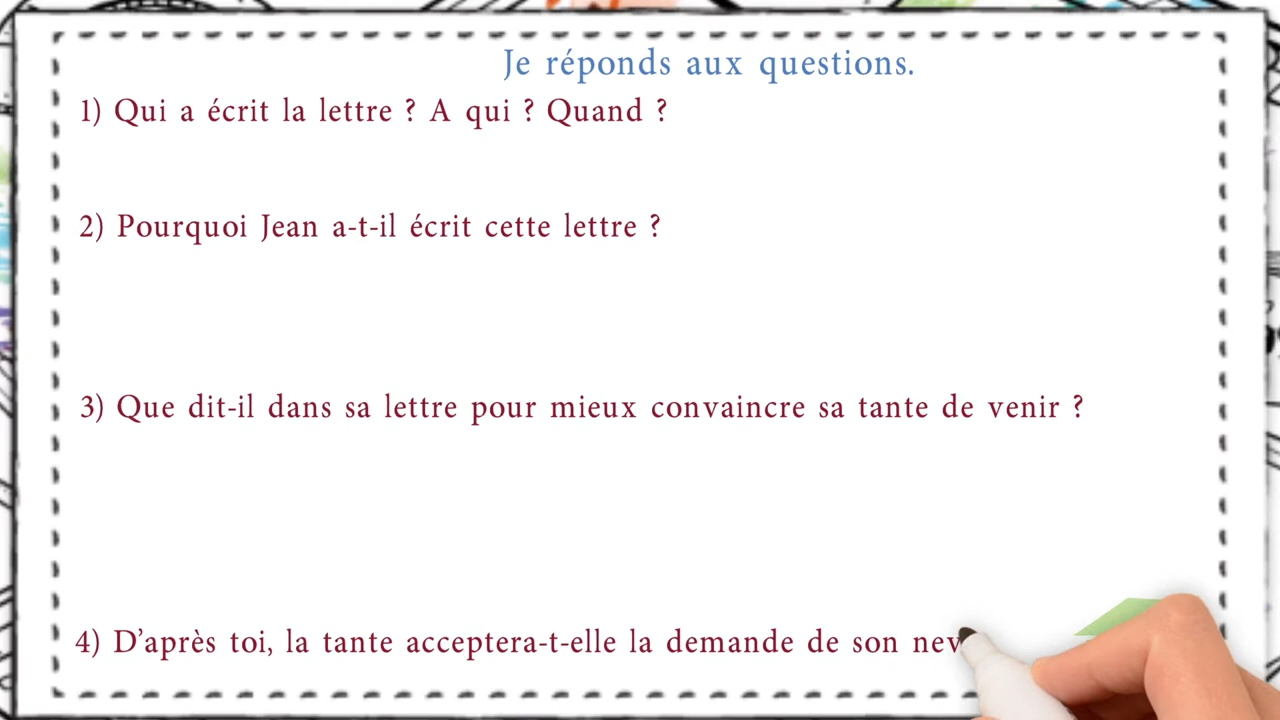 Je réponds aux questions.
1) Qui a écrit la lettre ? A qui ? Quand ?
2) Pourquoi Jean a-t-il écrit cette lettre ?
3) Que dit-il dans sa lettre pour mieux convaincre sa tante de venir ?
4) D’après toi, la tante acceptera-t-elle la demande de son nev